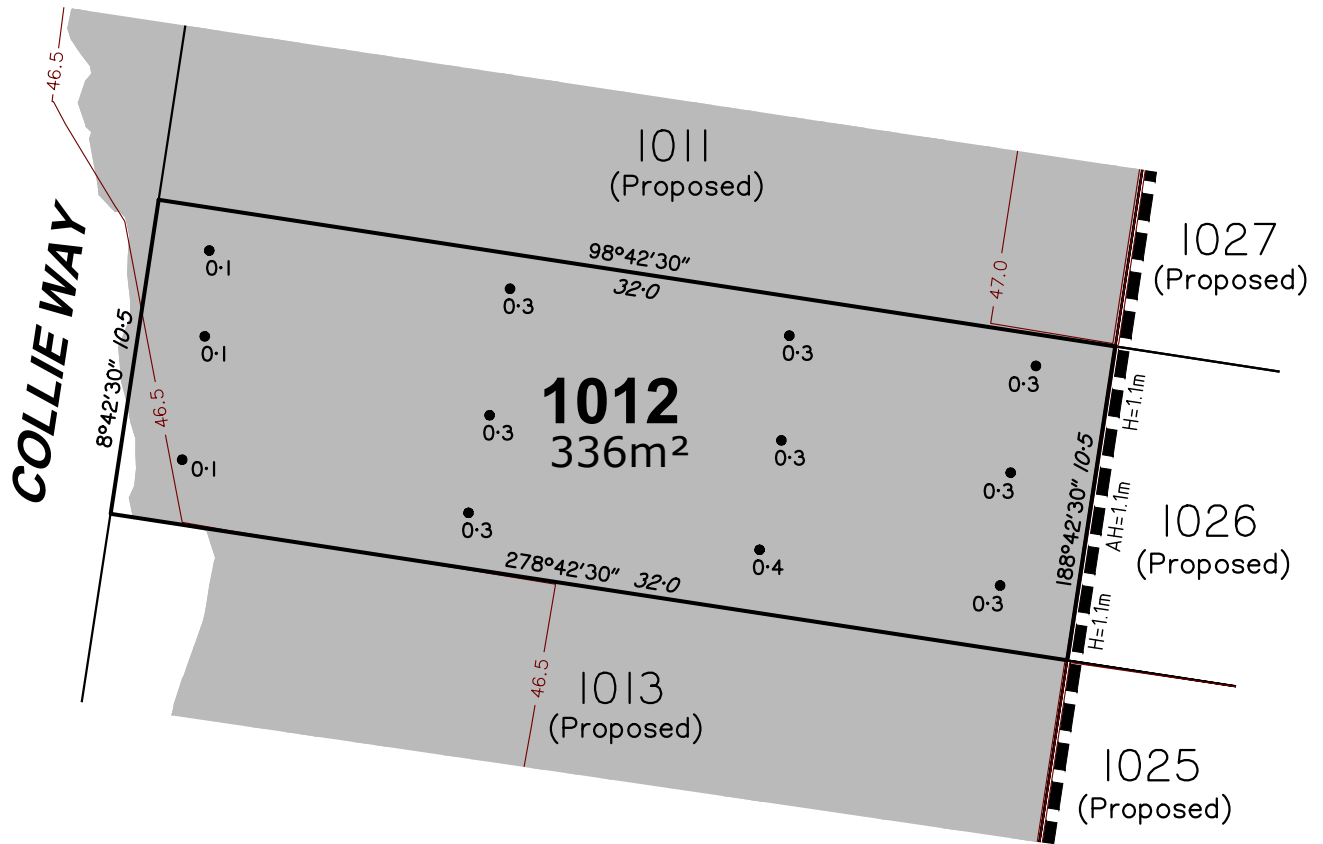 46.5
1011
(Proposed)
1027
(Proposed)
COLLIE WAY
98°42'30"
32·0
47.0
0·1
0·3
0·3
0·3
0·1
8°42'30" 10·5
46.5
1012
336m²
H=1.1m
0·3
0·3
0·3
0·1
188°42'30" 10·5
AH=1.1m
1026
(Proposed)
0·3
0·4
0·3
278°42'30" 32·0
H=1.1m
46.5
1013
(Proposed)
1025
(Proposed)